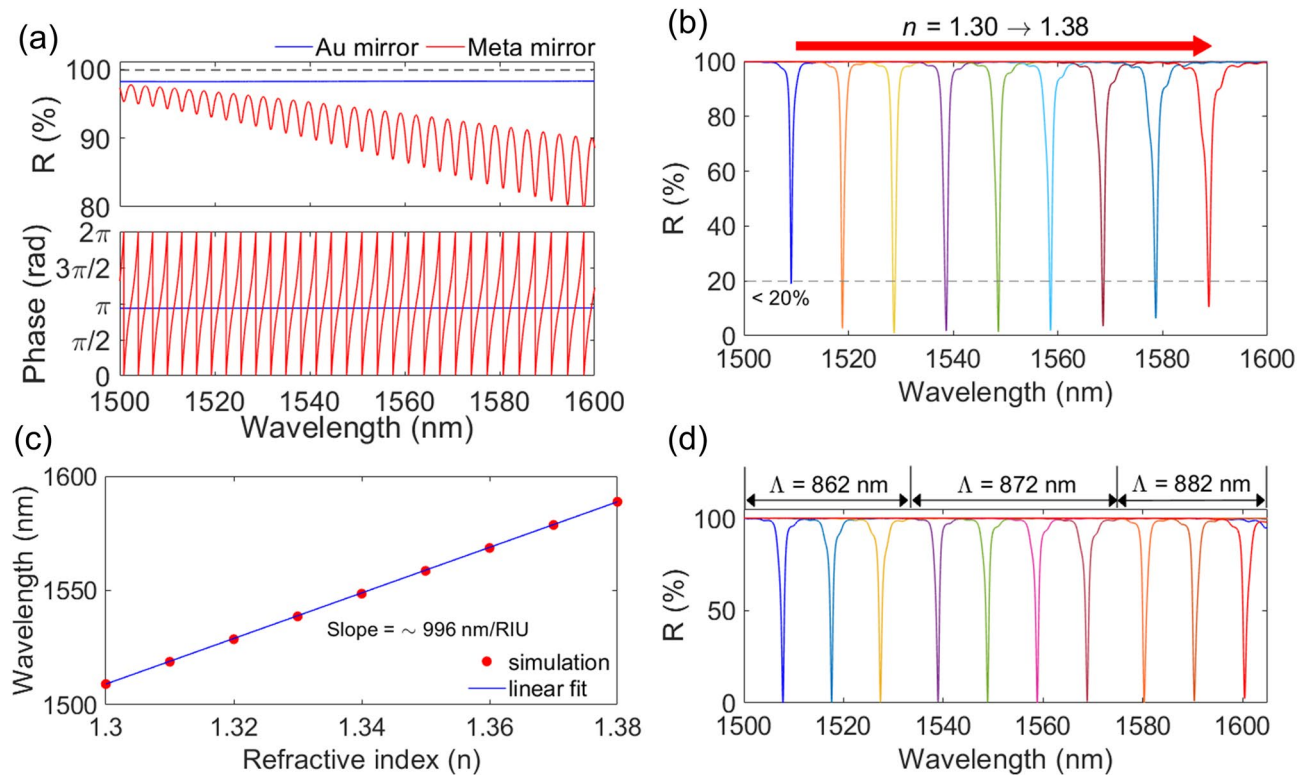 (a)
Au mirror Meta mirror
100
90
80
R (%)
2π
3π/2
π
π/2
0
Phase (rad)
1500 1520 1540 1560 1580 1600
Wavelength (nm)
(b)
n = 1.30 → 1.38
100
80
60
40
20
0
R (%)
< 20%
1500 1520 1540 1560 1580 1600
Wavelength (nm)
(c)
1600
1550
1500
Wavelength (nm)
Slope = ~ 996 nm/RIU
simulation
linear fit
1.3 1.32 1.34 1.36 1.38
Refractive index (n)
(d)
Λ = 862 nm Λ = 872 nm Λ = 882 nm
100
50
0
R (%)
1500 1520 1540 1560 1580 1600
Wavelength (nm)